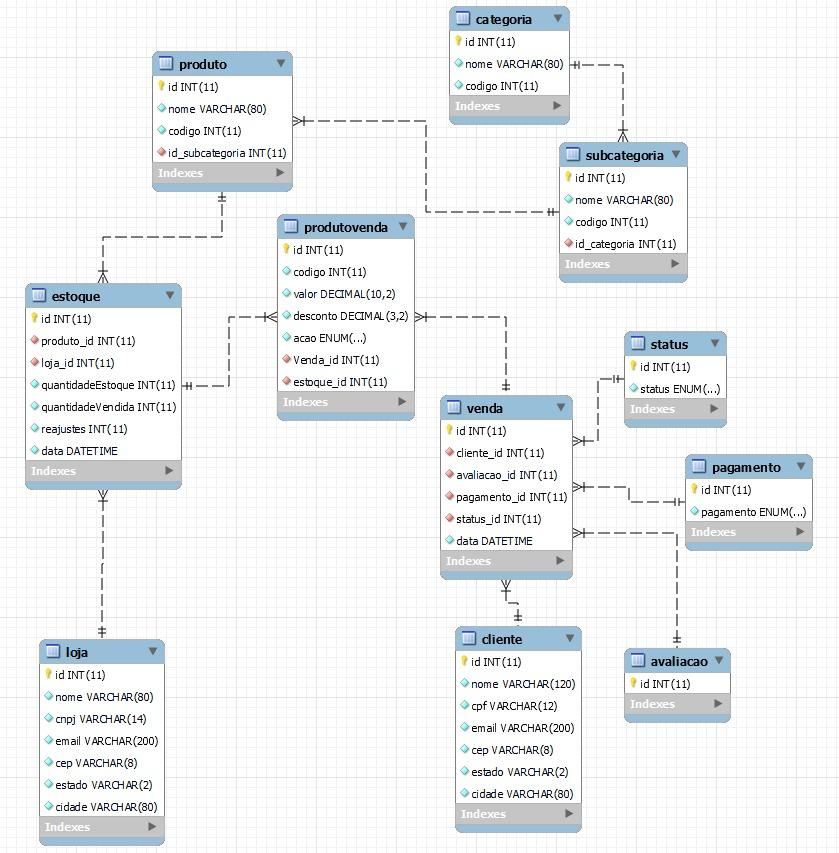 categoria
id INT(11)
nome VARCHAR(80)
codigo INT(11)
Indexes
produto
id INT(11)
nome VARCHAR(80)
codigo INT(11)
id_subcategoria INT(11)
Indexes
subcategoria
id INT(11)
nome VARCHAR(80)
codigo INT(11)
id_categoria INT(11)
Indexes
produtovenda
id INT(11)
codigo INT(11)
valor DECIMAL(10,2)
desconto DECIMAL(3,2)
acao ENUM(...)
Venda_id INT(11)
estoque_id INT(11)
Indexes
estoque
id INT(11)
produto_id INT(11)
loja_id INT(11)
quantidadeEstoque INT(11)
quantidadeVendida INT(11)
reajustes INT(11)
data DATETIME
Indexes
status
id INT(11)
status ENUM(...)
Indexes
venda
id INT(11)
cliente_id INT(11)
avaliacao_id INT(11)
pagamento_id INT(11)
status_id INT(11)
data DATETIME
Indexes
pagamento
id INT(11)
pagamento ENUM(...)
Indexes
loja
id INT(11)
nome VARCHAR(80)
cnpj VARCHAR(14)
email VARCHAR(200)
cep VARCHAR(8)
estado VARCHAR(2)
cidade VARCHAR(80)
Indexes
cliente
id INT(11)
nome VARCHAR(120)
cpf VARCHAR(12)
email VARCHAR(200)
cep VARCHAR(8)
estado VARCHAR(2)
cidade VARCHAR(80)
Indexes
avaliacao
id INT(11)
Indexes